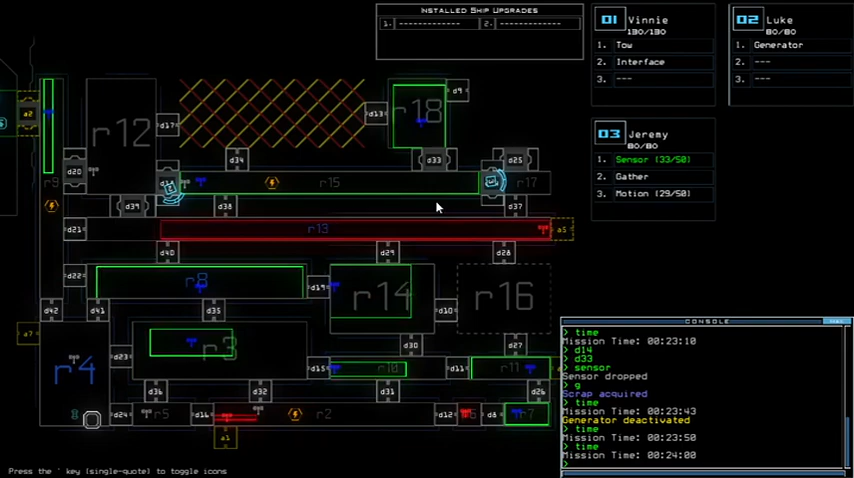 INSTALLED SHIP UPGRADES
1. ------------- 2. -------------
01 Vinnie
130/130
1. Tow
2. Interface
3. ---
02 Luke
80/80
1. Generator
2. ---
3. ---
03 Jeremy
80/80
1. Sensor (33/50)
2. Gather
3. Motion (29/50)
a2
r12
d17
d13
r18
d9
d34
d33
d25
d20
r9
r15
r17
d39
d38
d37
d21
r13
a5
d40
d29
d28
d22
r8
d19
r14
r16
d10
d42
d41
d35
a7
r3
d30
d27
r4
d23
d15
r10
d11
r11
d36
d32
d31
d26
d24
r5
d16
r2
d12
d8
r7
a1
CONSOLE
> time
Mission Time: 00:23:10
> d14
> d33
> sensor
Sensor dropped
> g
Scrap acquired
> time
Mission Time: 00:23:43
Generator deactivated
> time
Mission Time: 00:23:50
> time
Mission Time: 00:24:00
>
Press the ' key (single-quote) to toggle icons